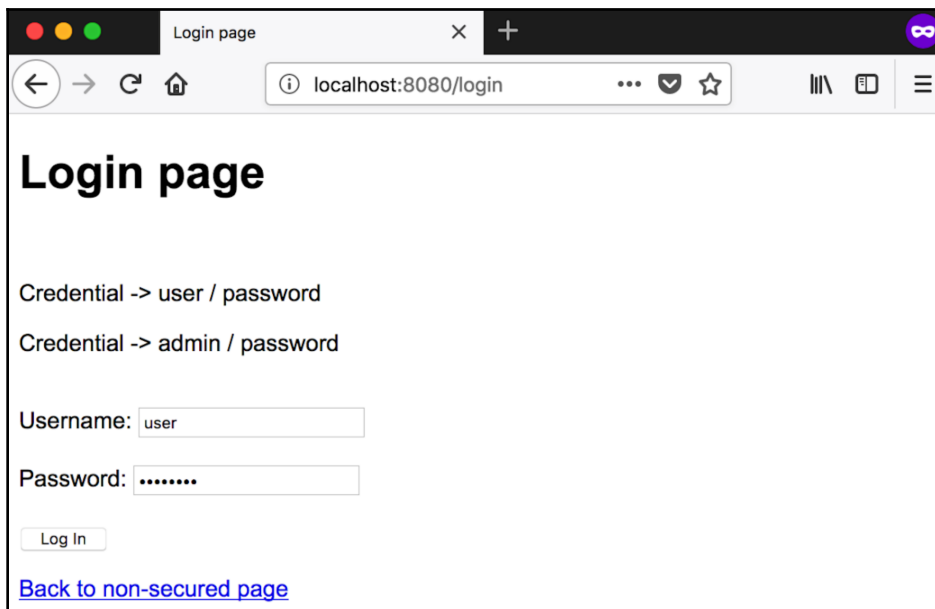 Login page
localhost:8080/login
Login page
Credential -> user / password
Credential -> admin / password
Username: user
Password: ••••••••
Log In
Back to non-secured page